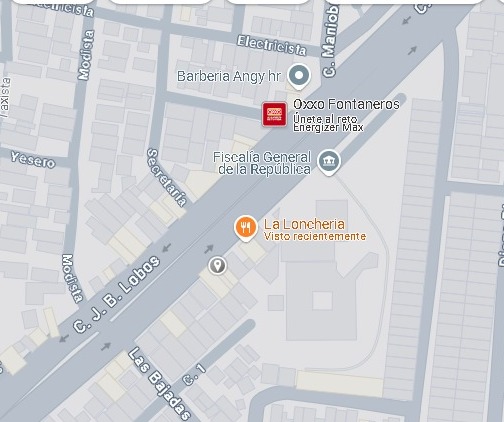 Electricista
C. Maniob
Modista
Barberia Angy hr
Oxxo Fontaneros
Únete al reto
Energizer Max
Yesero
Secretaria
Fiscalía General
de la República
La Loncheria
Visto recientemente
C. J. B. Lobos
Modista
Las Bajadas
C. 1